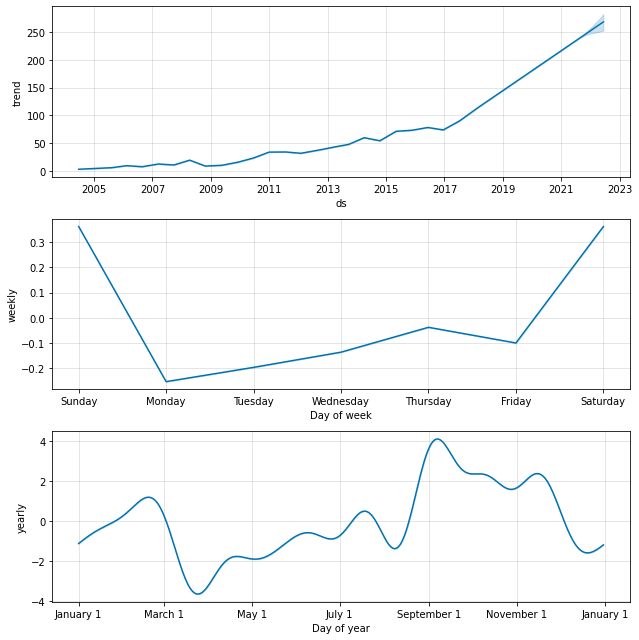 250
200
150
100
50
0
trend
2005 2007 2009 2011 2013 2015 2017 2019 2021 2023
ds
0.3
0.2
0.1
0.0
−0.1
−0.2
weekly
Sunday Monday Tuesday Wednesday Thursday Friday Saturday
Day of week
4
2
0
−2
−4
yearly
January 1 March 1 May 1 July 1 September 1 November 1 January 1
Day of year